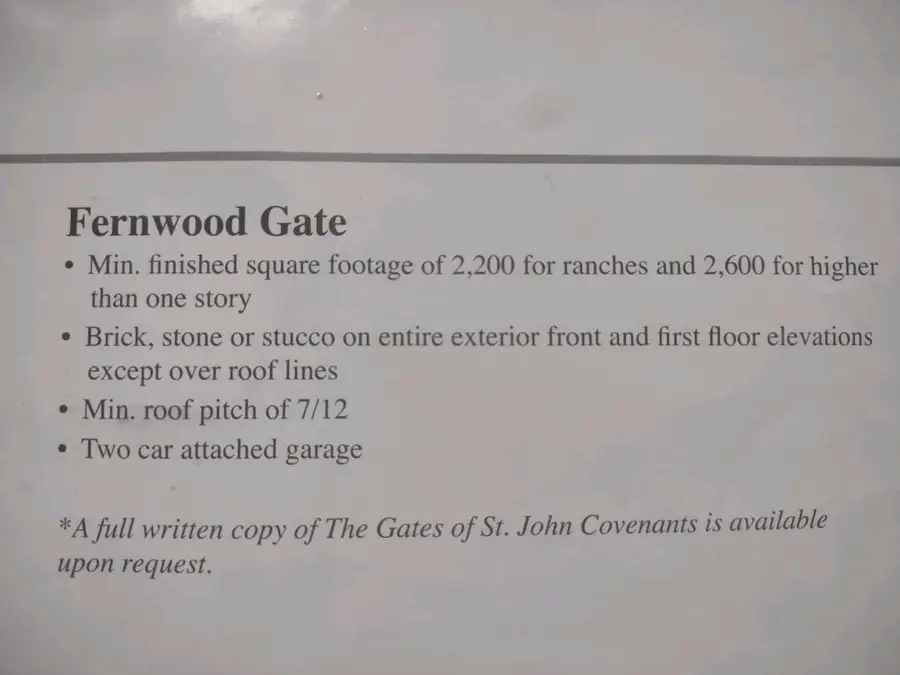 Fernwood Gate
• Min. finished square footage of 2,200 for ranches and 2,600 for higher
than one story
• Brick, stone or stucco on entire exterior front and first floor elevations
except over roof lines
• Min. roof pitch of 7/12
• Two car attached garage
*A full written copy of The Gates of St. John Covenants is available
upon request.